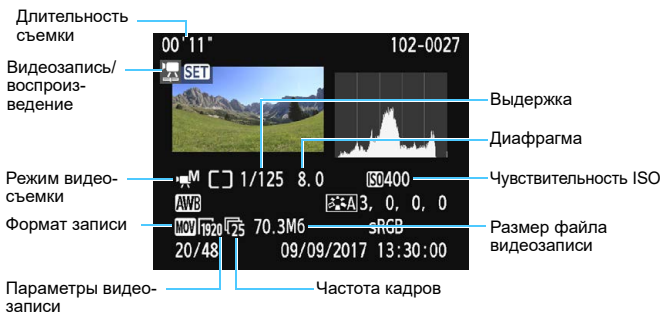 Длительность
съемки
00'11"
102-0027
Видеозапись/
воспроиз-
ведение
SET
Выдержка
Диафрагма
Режим видео-
съемки
M
1/125
8.0
ISO400
Чувствительность ISO
AWB
A 3, 0, 0, 0
Формат записи
MOV 1920 25 70.3M6
sRGB
Размер файла
видеозаписи
20/48
09/09/2017 13:30:00
Параметры видео-
записи
Частота кадров